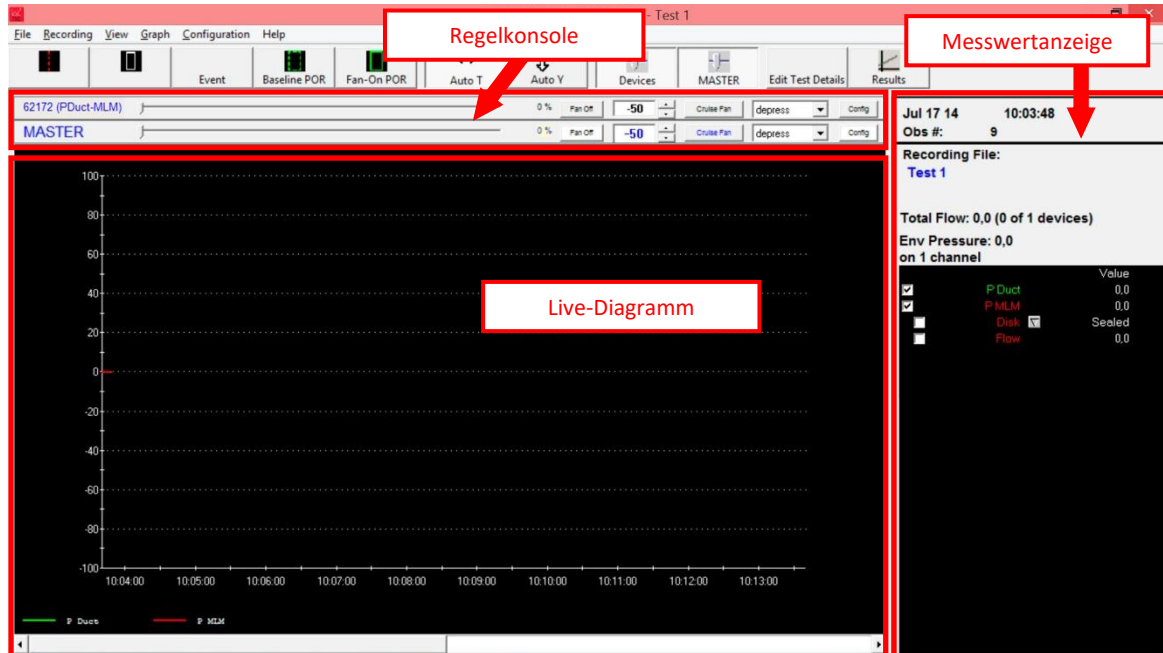 - Test 1
File Recording View Graph Configuration Help
Regelkonsole
Messwertanzeige
Event Baseline POR Fan-On POR Auto T Auto Y Devices MASTER Edit Test Details Results
62172 (PDuct-MLM) 0 % Fan Off -50 Cruise Fan depress Config
MASTER 0 % Fan Off -50 Cruise Fan depress Config
Jul 17 14 10:03:48
Obs #: 9
Recording File:
Test 1
Total Flow: 0,0 (0 of 1 devices)
Env Pressure: 0,0
on 1 channel
Value
P Duct 0,0
P MLM 0,0
Disk Sealed
Flow 0,0
Live-Diagramm
100
80
60
40
20
0
-20
-40
-60
-80
-100
10:04:00 10:05:00 10:06:00 10:07:00 10:08:00 10:09:00 10:10:00 10:11:00 10:12:00 10:13:00
P Duct P MLM